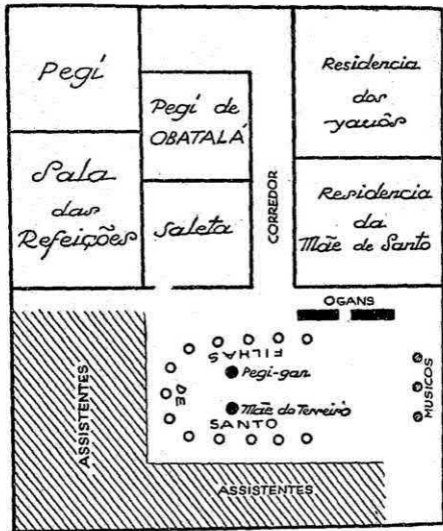 Pegí
Pegí de
OBATALÁ
Residencia
dos
yauôs
Sala
das
Refeições
Saleta
CORREDOR
Residencia
da
Mãe de Santo
OGANS
FILHAS
DE
SANTO
Pegi-gan
Mãe do Terreiro
MUSICOS
ASSISTENTES
ASSISTENTES